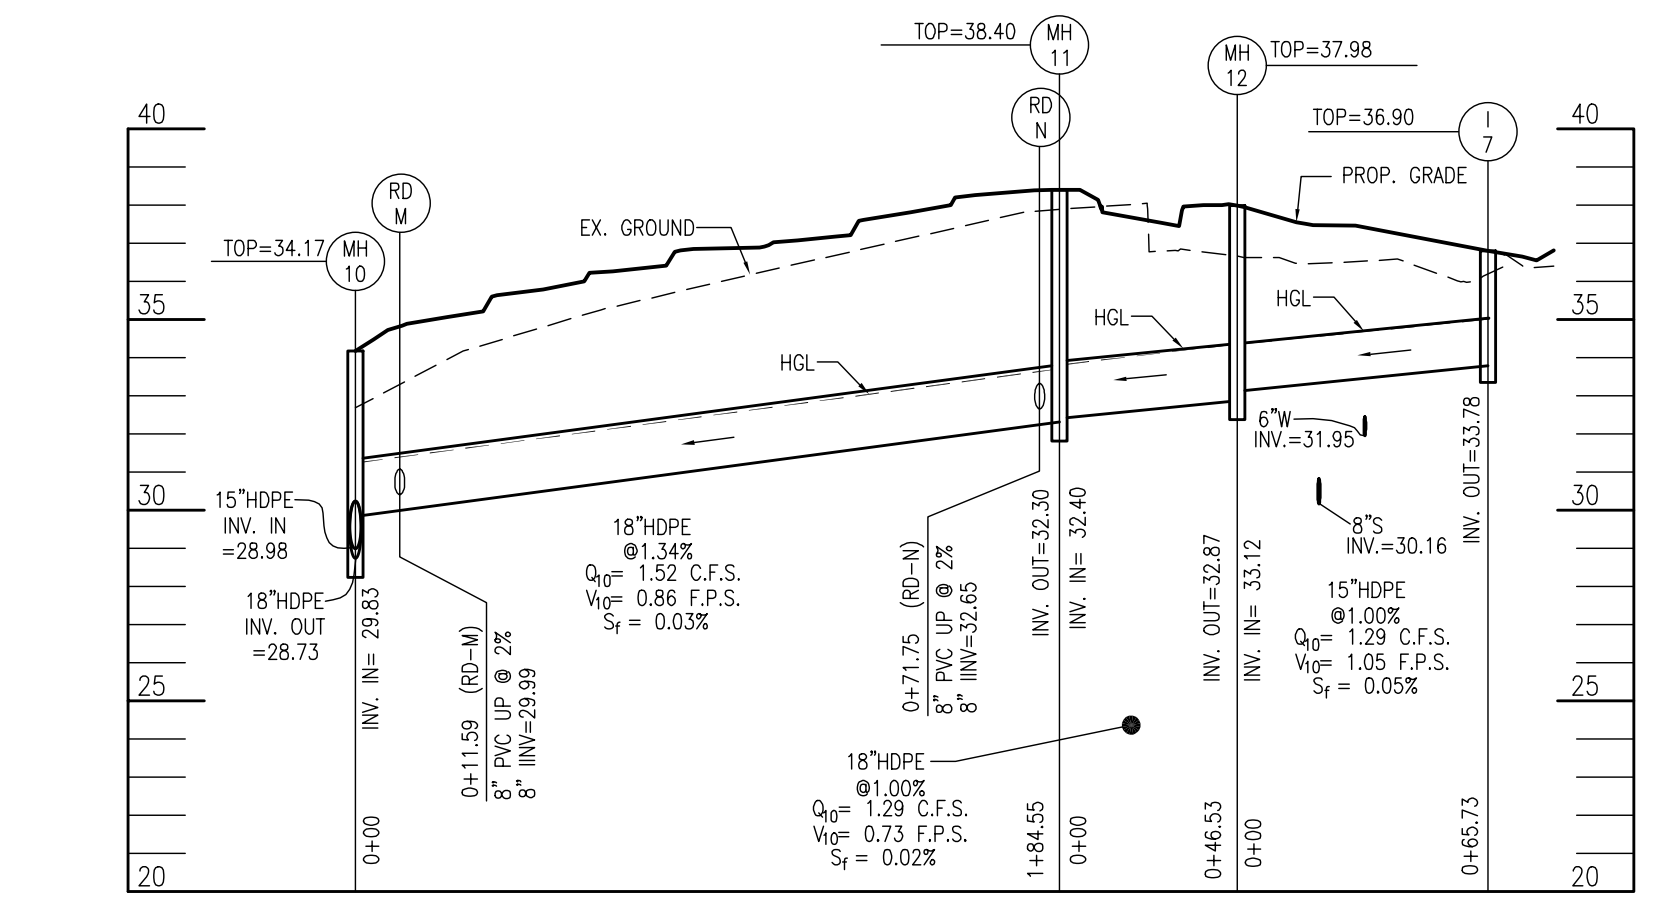 TOP=38.40
MH
11
MH
12
TOP=37.98
40
RD
N
TOP=36.90
I
7
40
RD
M
EX. GROUND
PROP. GRADE
TOP=34.17
MH
10
35
HGL
HGL
HGL
35
6"W
INV.=31.95
30
15"HDPE
INV. IN
=28.98
18"HDPE
@1.34%
Q10= 1.52 C.F.S.
V10= 0.86 F.P.S.
Sf = 0.03%
8"S
INV.=30.16
30
18"HDPE
INV. OUT
=28.73
INV. IN= 29.83
0+00
0+11.59 (RD-M)
8" PVC UP @ 2%
8" IINV=29.99
0+71.75 (RD-N)
8" PVC UP @ 2%
8" IINV=32.65
INV. OUT=32.30
INV. IN= 32.40
INV. OUT=32.87
INV. IN= 33.12
INV. OUT=33.78
15"HDPE
@1.00%
Q10= 1.29 C.F.S.
V10= 1.05 F.P.S.
Sf = 0.05%
25
25
18"HDPE
@1.00%
Q10= 1.29 C.F.S.
V10= 0.73 F.P.S.
Sf = 0.02%
1+84.55
0+00
0+46.53
0+00
0+65.73
20
20